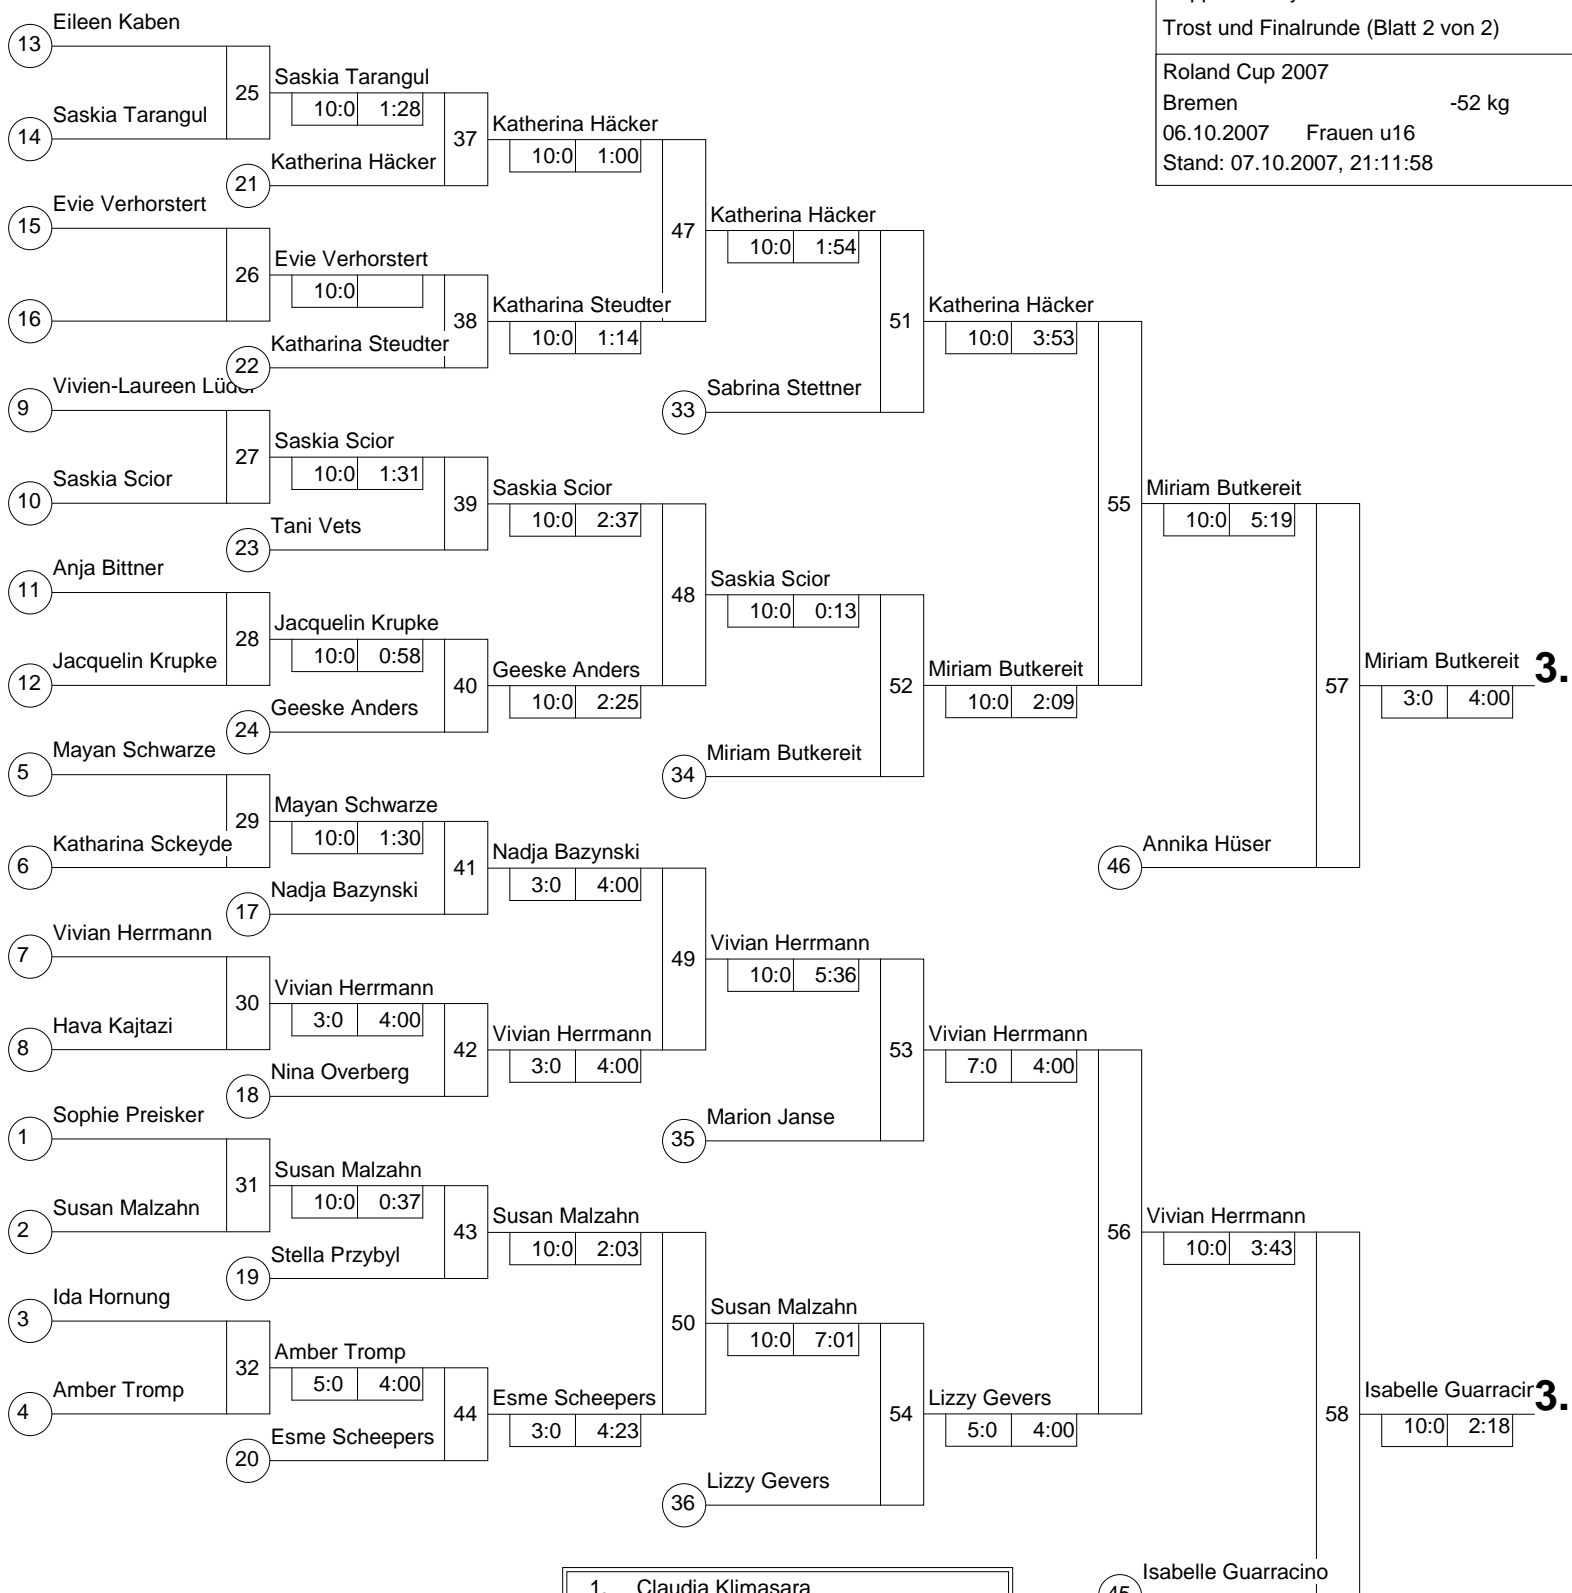 Trost und Finalrunde (Blatt 2 von 2)
Roland Cup 2007
Bremen -52 kg
06.10.2007 Frauen u16
Stand: 07.10.2007, 21:11:58
13 Eileen Kaben
14 Saskia Tarangul
25
Saskia Tarangul
10:0 1:28
21 Katherina Häcker
37
Katherina Häcker
10:0 1:00
15 Evie Verhorstert
16
26
Evie Verhorstert
10:0
22 Katharina Steudter
38
Katharina Steudter
10:0 1:14
47
Katherina Häcker
10:0 1:54
33 Sabrina Stettner
51
Katherina Häcker
10:0 3:53
9 Vivien-Laureen
10 Saskia Scior
27
Saskia Scior
10:0 1:31
23 Tani Vets
39
Saskia Scior
10:0 2:37
11 Anja Bittner
12 Jacquelin Krupke
28
Jacquelin Krupke
10:0 0:58
24 Geeske Anders
40
Geeske Anders
10:0 2:25
48
Saskia Scior
10:0 0:13
34 Miriam Butkereit
52
Miriam Butkereit
10:0 2:09
55
Miriam Butkereit
10:0 5:19
46 Annika Hüser
57
Miriam Butkereit 3.
3:0 4:00
5 Mayan Schwarze
6 Katharina Sckeyde
29
Mayan Schwarze
10:0 1:30
17 Nadja Bazynski
41
Nadja Bazynski
3:0 4:00
7 Vivian Herrmann
8 Hava Kajtazi
30
Vivian Herrmann
3:0 4:00
18 Nina Overberg
42
Vivian Herrmann
3:0 4:00
49
Vivian Herrmann
10:0 5:36
35 Marion Janse
53
Vivian Herrmann
7:0 4:00
1 Sophie Preisker
2 Susan Malzahn
31
Susan Malzahn
10:0 0:37
19 Stella Przybyl
43
Susan Malzahn
10:0 2:03
3 Ida Hornung
4 Amber Tromp
32
Amber Tromp
5:0 4:00
20 Esme Scheepers
44
Esme Scheepers
3:0 4:23
50
Susan Malzahn
10:0 7:01
36 Lizzy Gevers
54
Lizzy Gevers
5:0 4:00
56
Vivian Herrmann
10:0 3:43
45 Isabelle Guarracino
58
Isabelle Guarracin 3.
10:0 2:18
1. Claudia Klimasara